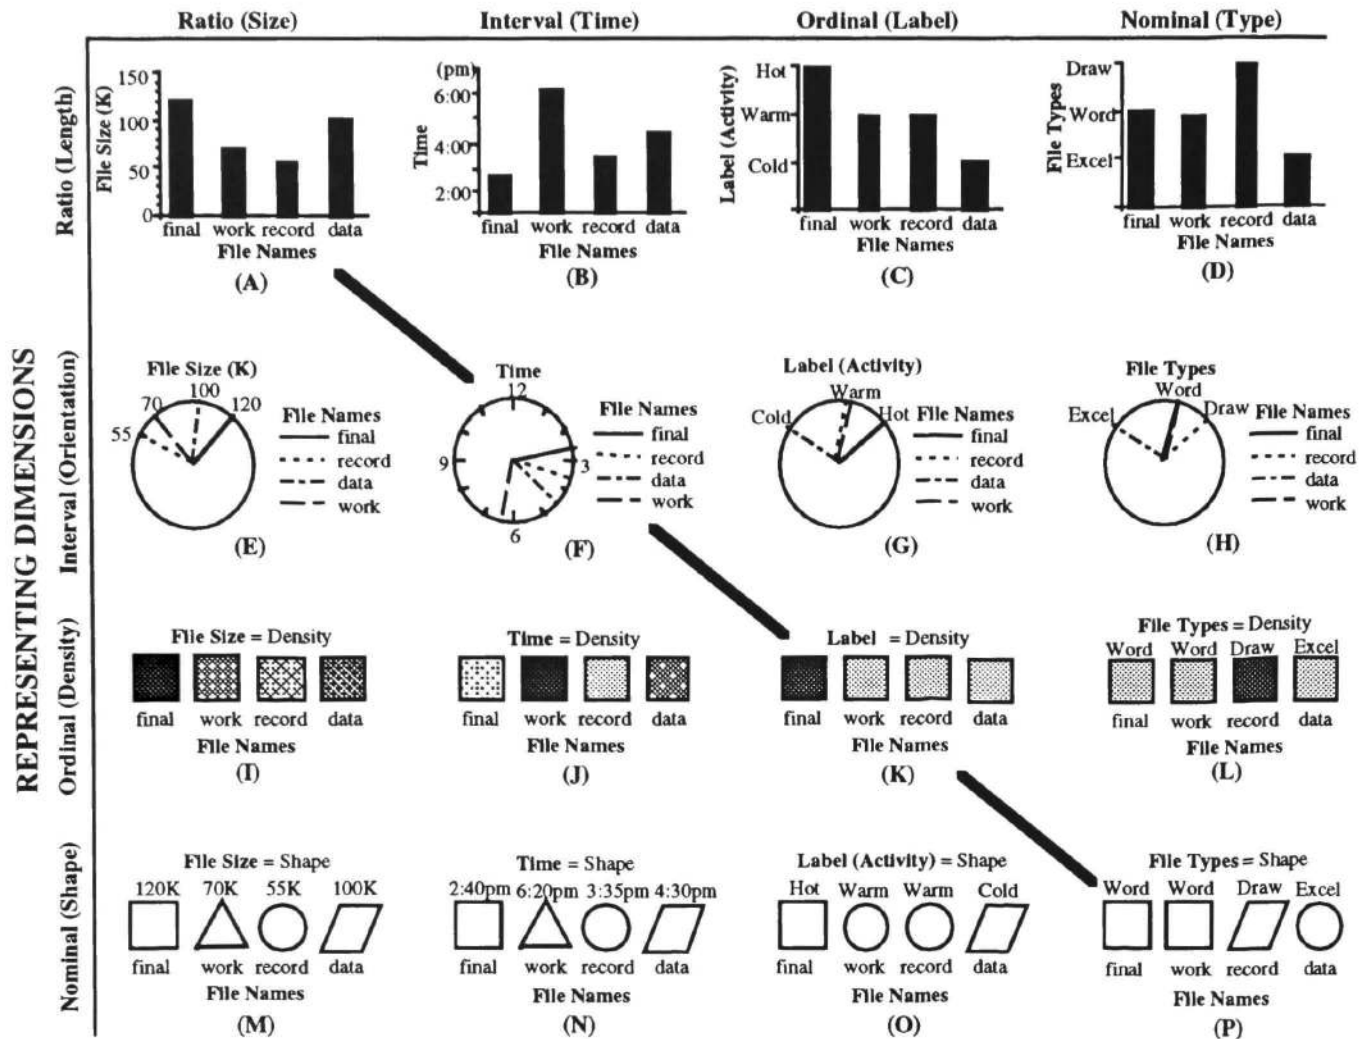 Ratio (Size) Interval (Time) Ordinal (Label) Nominal (Type)
REPRESENTING DIMENSIONS
Ratio (Length)
File Size (K)
150
100
50
0
final work record data
File Names
(A)
Time
(pm)
6:00
4:00
2:00
final work record data
File Names
(B)
Label (Activity)
Hot
Warm
Cold
final work record data
File Names
(C)
File Types
Draw
Word
Excel
final work record data
File Names
(D)
Interval (Orientation)
File Size (K)
100
70 120
55
File Names
final
record
data
work
(E)
Time
12
9 3
6
File Names
final
record
data
work
(F)
Label (Activity)
Warm
Cold Hot
File Names
final
record
data
work
(G)
File Types
Word
Excel Draw
File Names
final
record
data
work
(H)
Ordinal (Density)
File Size = Density
final work record data
File Names
(I)
Time = Density
final work record data
File Names
(J)
Label = Density
final work record data
File Names
(K)
File Types = Density
Word Word Draw Excel
final work record data
File Names
(L)
Nominal (Shape)
File Size = Shape
120K 70K 55K 100K
final work record data
File Names
(M)
Time = Shape
2:40pm 6:20pm 3:35pm 4:30pm
final work record data
File Names
(N)
Label (Activity) = Shape
Hot Warm Warm Cold
final work record data
File Names
(O)
File Types = Shape
Word Word Draw Excel
final work record data
File Names
(P)